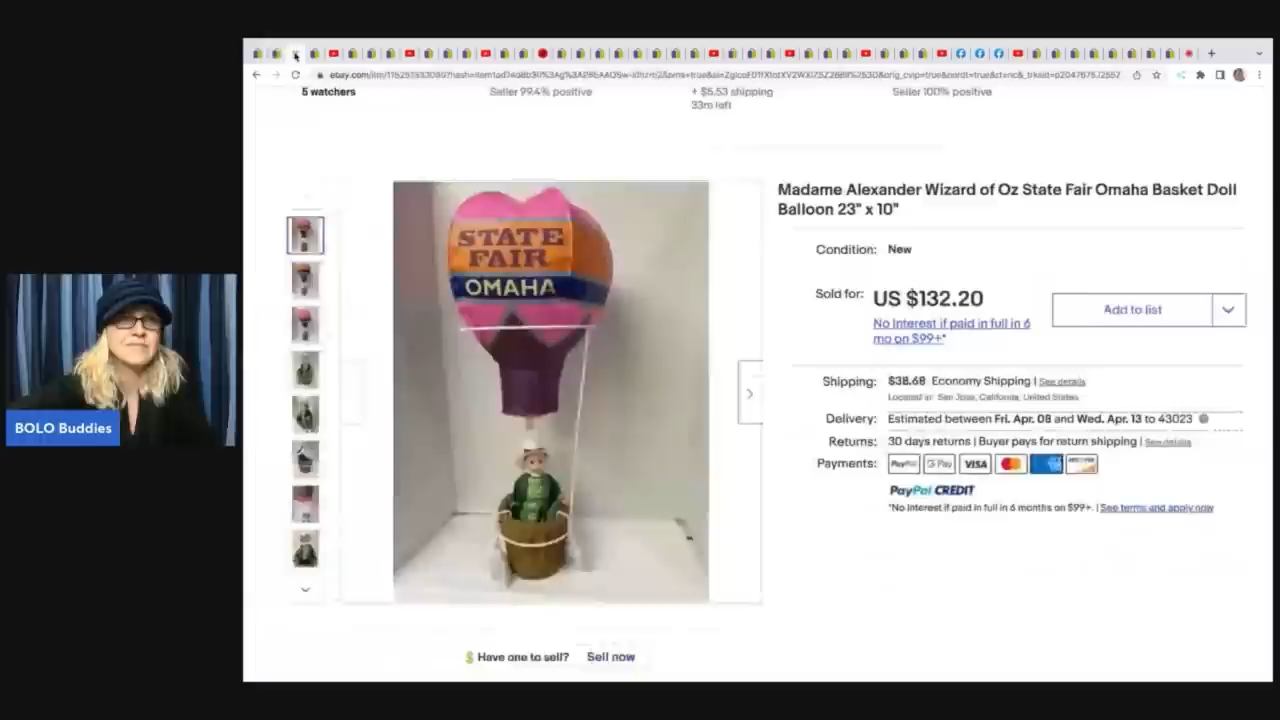 5 watchers
Seller 99.4% positive
+ $5.53 shipping
33m left
Seller 100% positive
Madame Alexander Wizard of Oz State Fair Omaha Basket Doll
Balloon 23" x 10"
Condition: New
Sold for: US $132.20
No Interest if paid in full in 6
mo on $99+*
Add to list
Shipping: $38.68 Economy Shipping | See details
Located in: San Jose, California, United States
Delivery: Estimated between Fri. Apr. 08 and Wed. Apr. 13 to 43023
Returns: 30 days returns | Buyer pays for return shipping | See details
Payments: PayPal G Pay VISA
PayPal CREDIT
*No Interest if paid in full in 6 months on $99+. | See terms and apply now
STATE
FAIR
OMAHA
BOLO Buddies
Have one to sell? Sell now